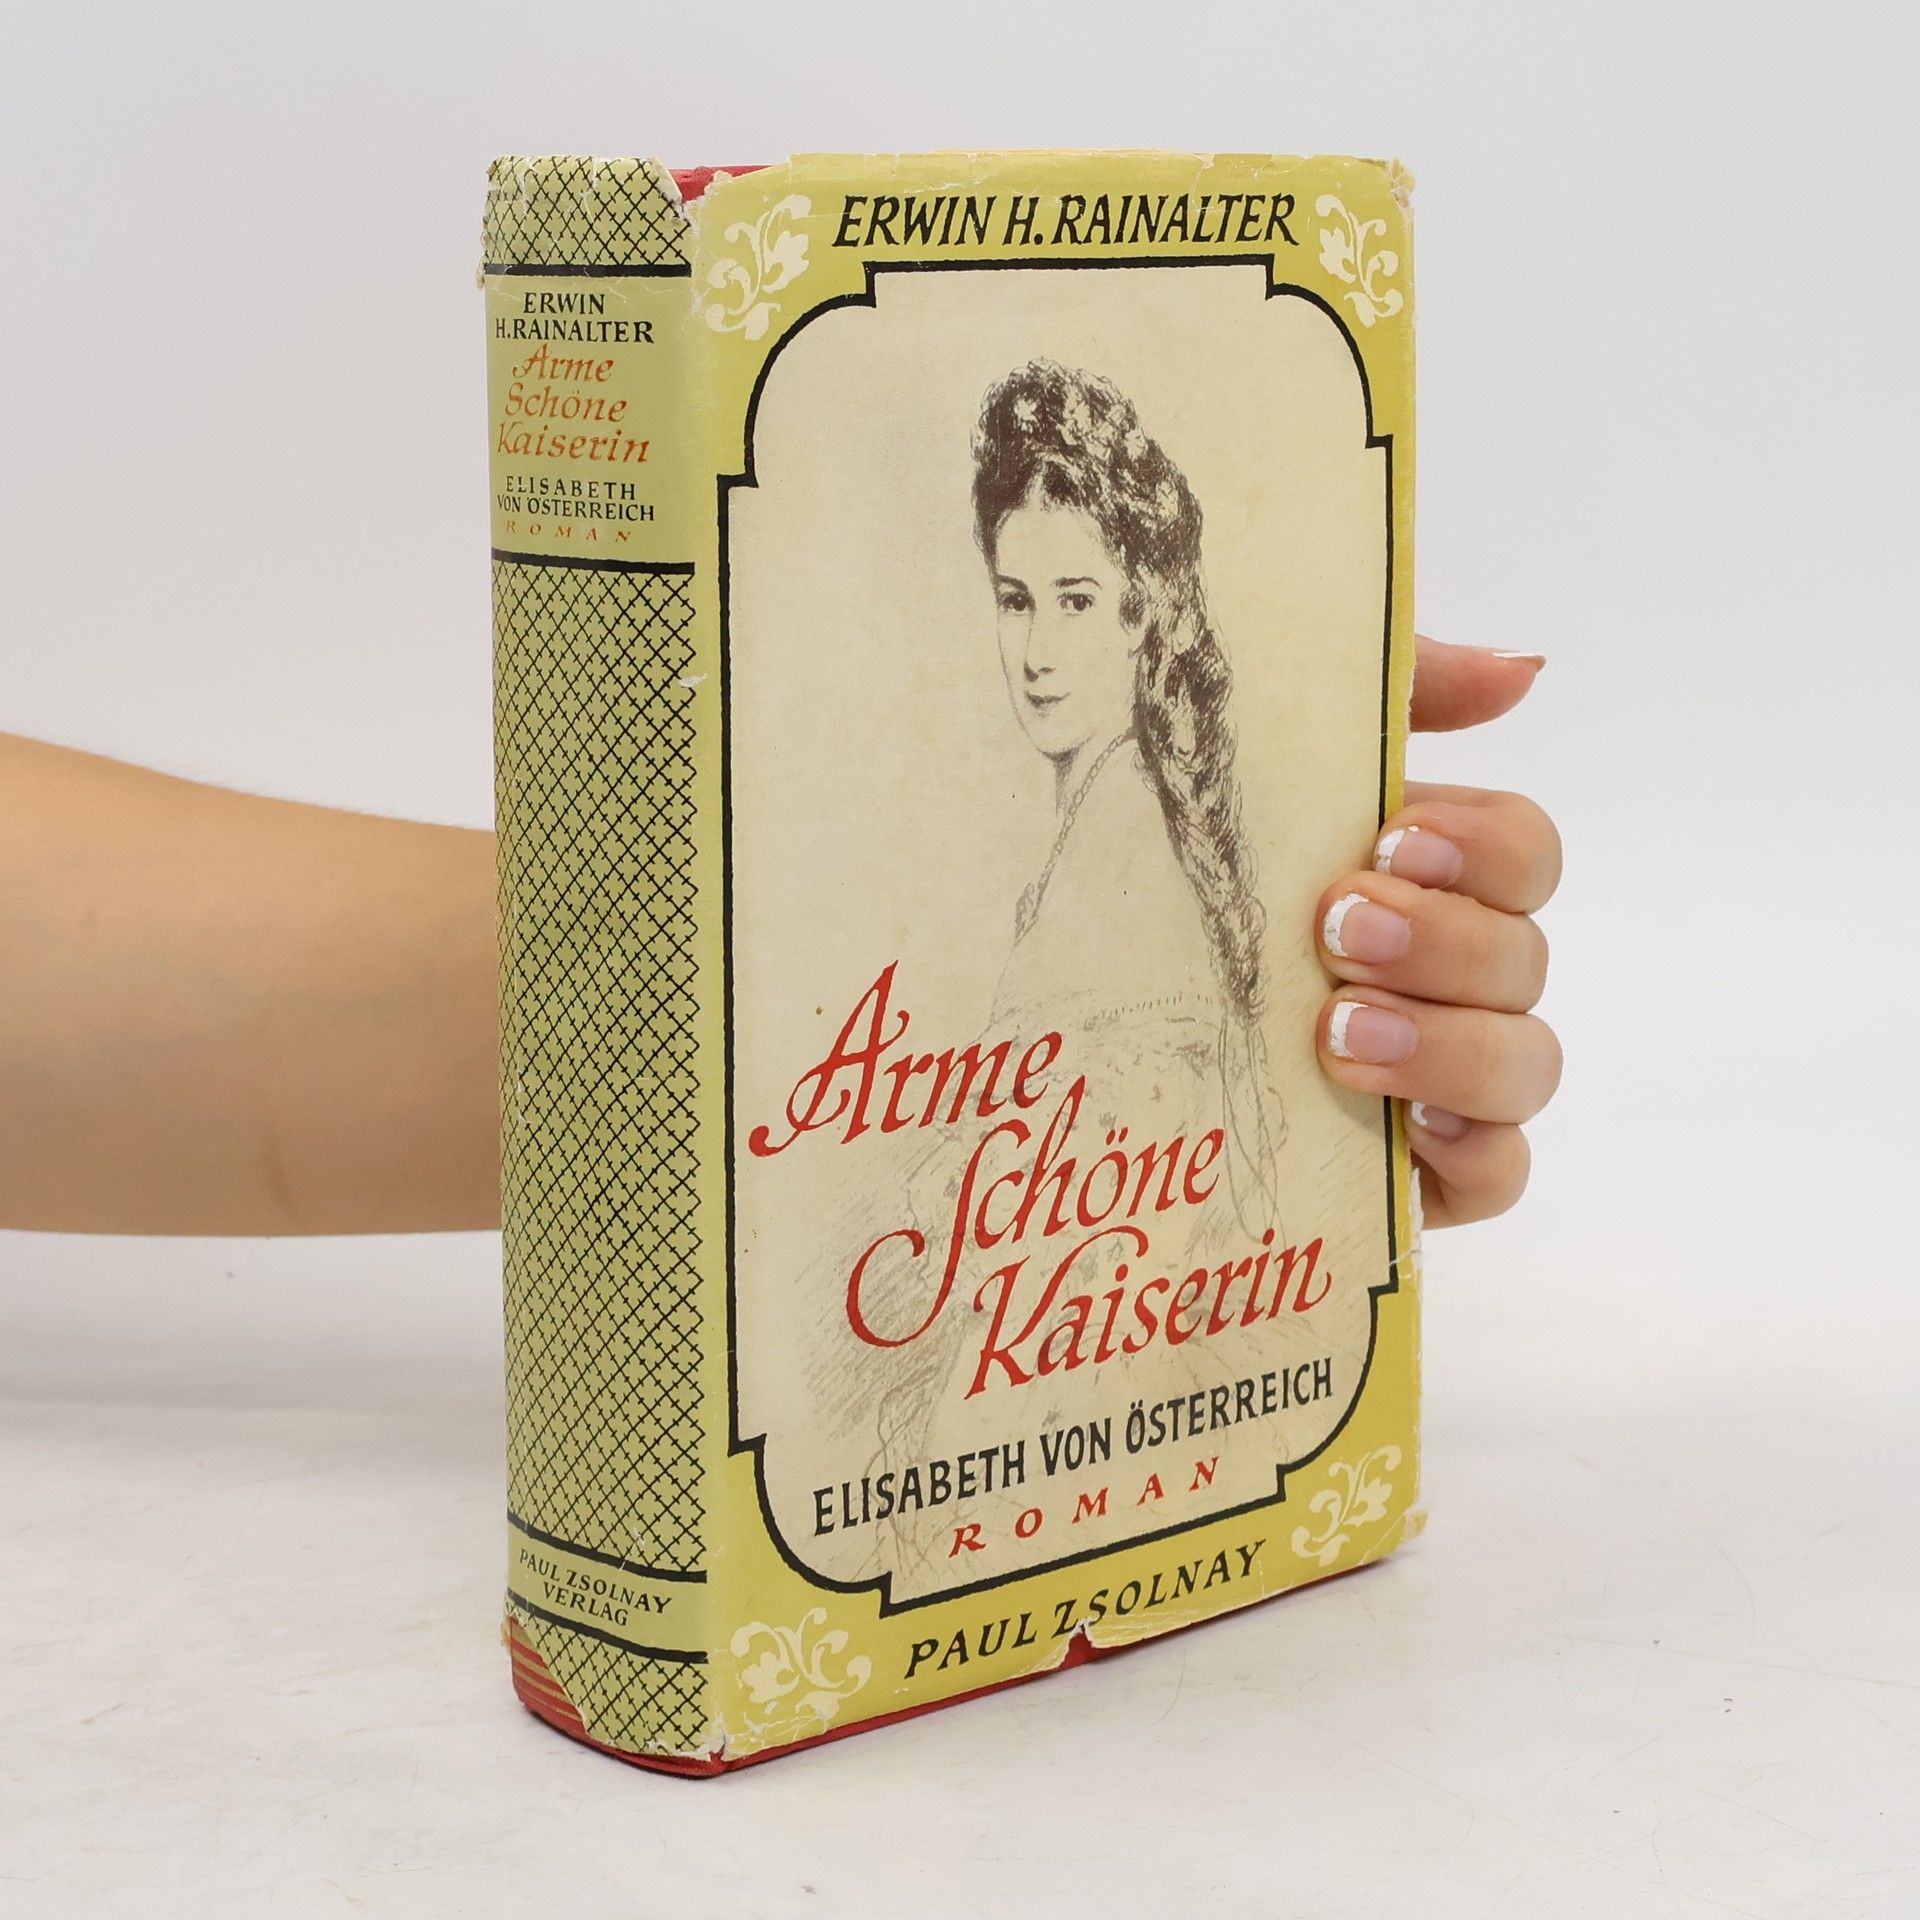 ERWIN
H. RAINALTER
Arme
Schöne
Kaiserin
ELISABETH
VON ÖSTERREICH
ROMAN
PAUL ZSOLNAY
VERLAG
ERWIN H. RAINALTER
Arme
Schöne
Kaiserin
ELISABETH VON ÖSTERREICH
ROMAN
PAUL ZSOLNAY